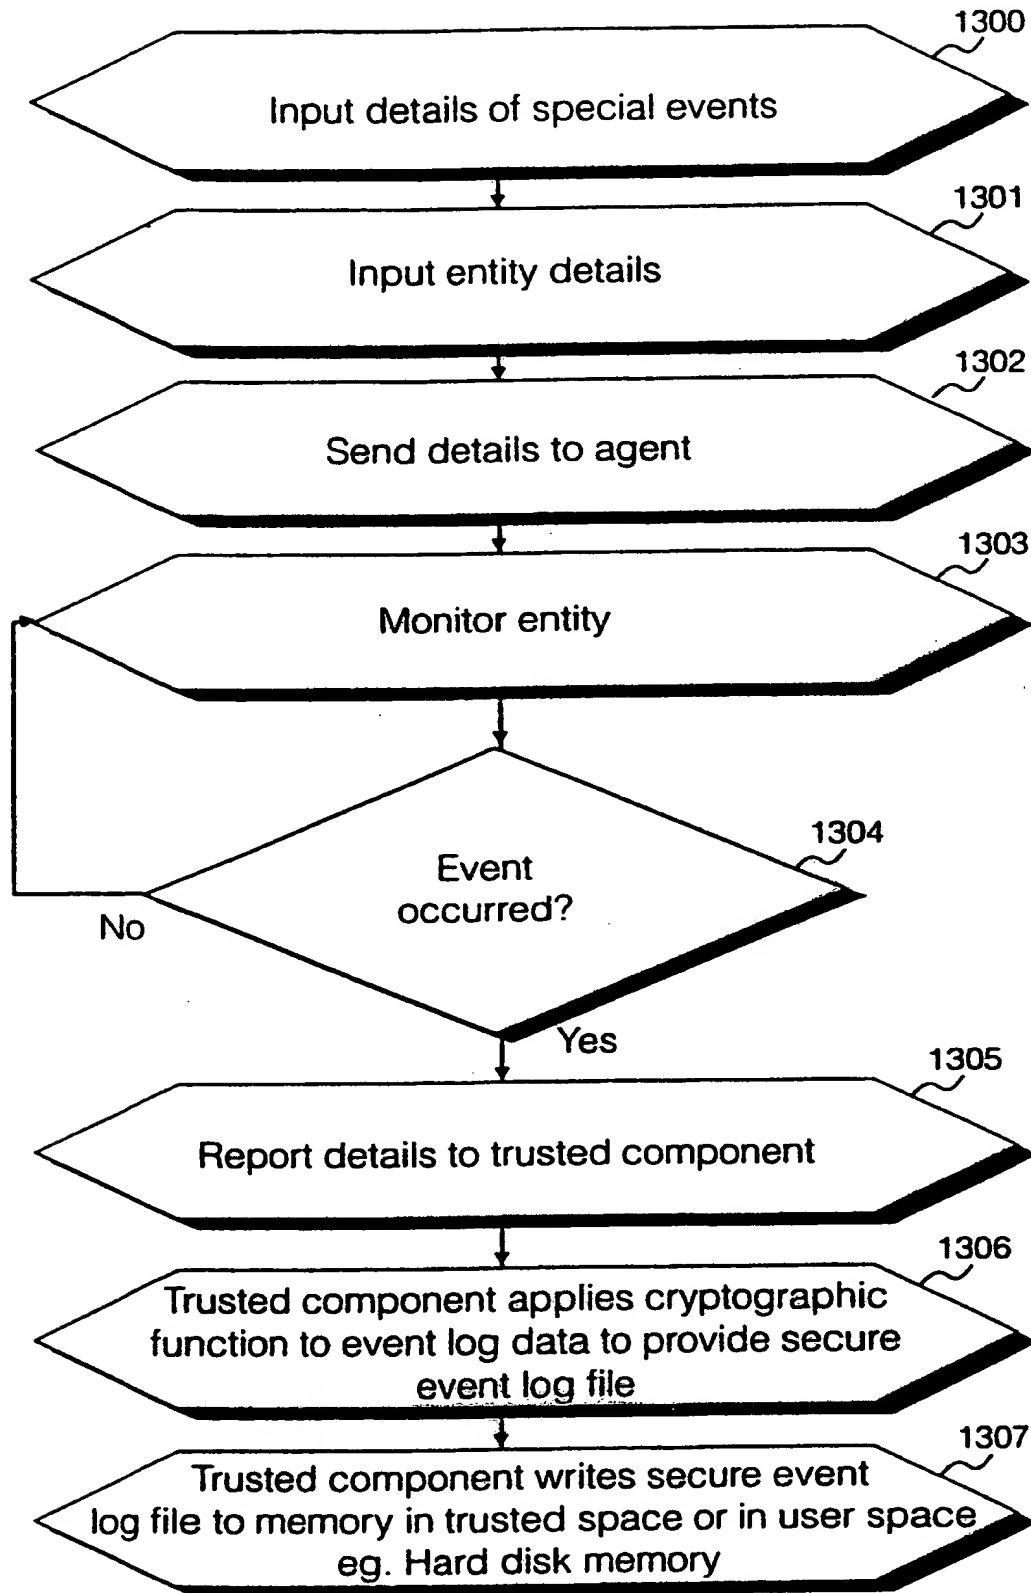 1300
Input details of special events
1301
Input entity details
1302
Send details to agent
1303
Monitor entity
1304
Event
occurred?
No
Yes
1305
Report details to trusted component
1306
Trusted component applies cryptographic
function to event log data to provide secure
event log file
1307
Trusted component writes secure event
log file to memory in trusted space or in user space
eg. Hard disk memory